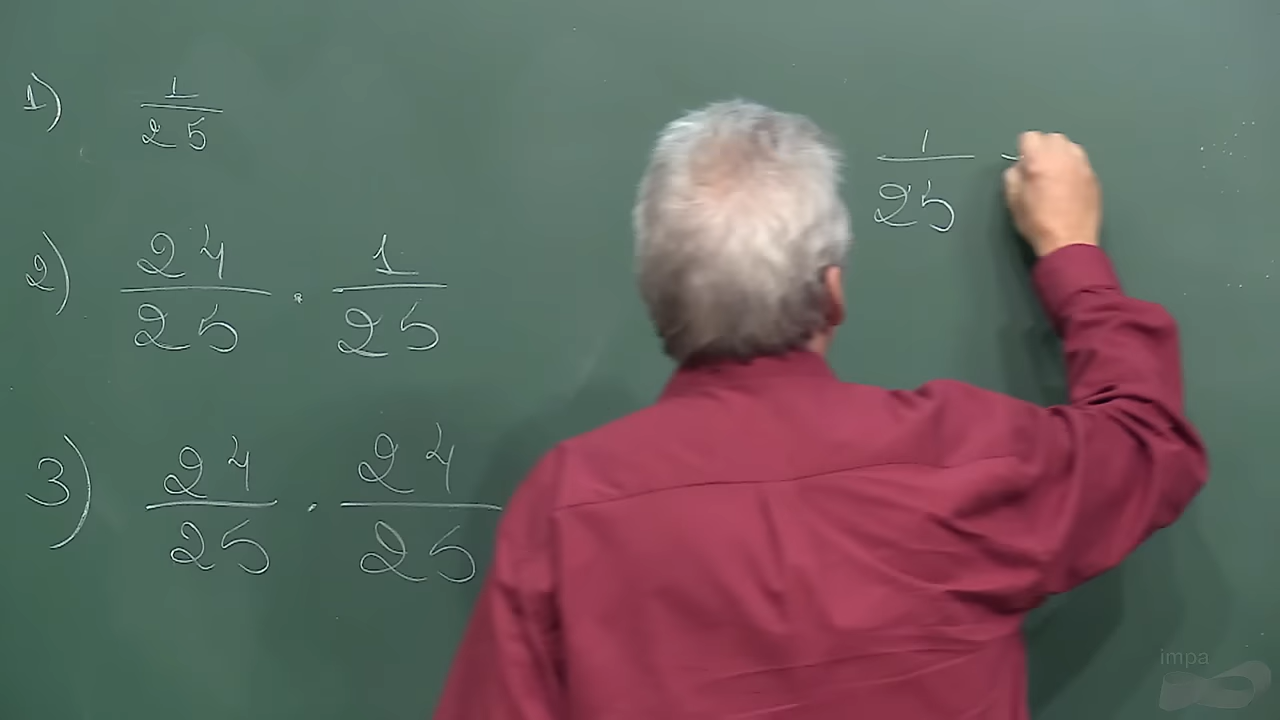 1) 1/25
2) 24/25 . 1/25
3) 24/25 . 24/25
1/25
impa